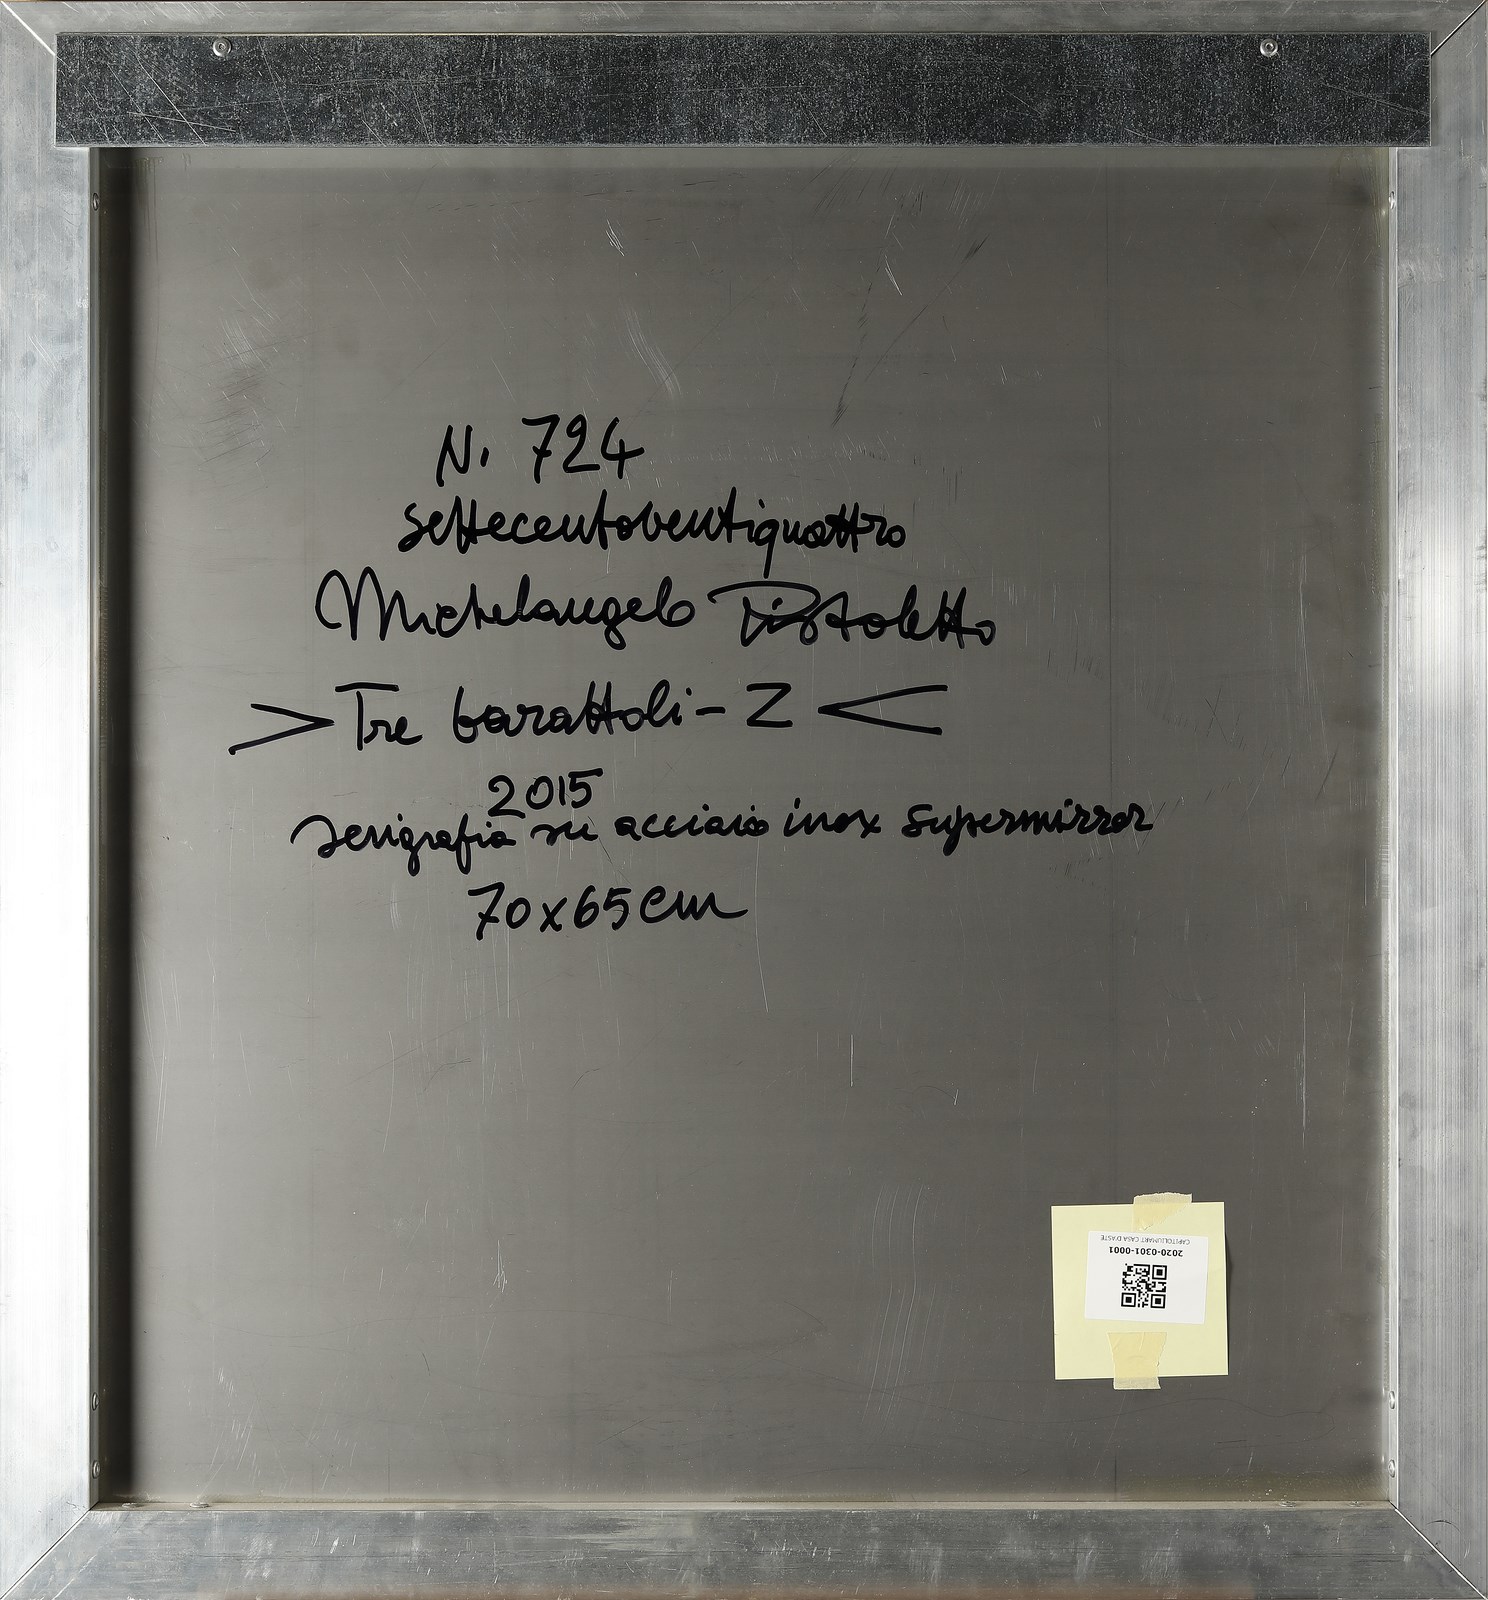 N. 724
settecentoventiquattro
Michelangelo Pistoletto
>Tre barattoli - Z<
2015
Serigrafia su acciaio inox supermirror
70x65cm
2020-0301-0001
CAPITOLIUMART CASA D'ASTE